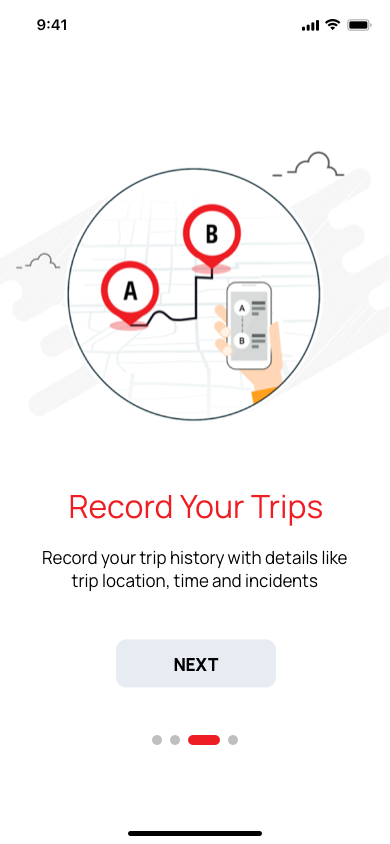 9:41
B
A
A
B
Record Your Trips
Record your trip history with details like
trip location, time and incidents
NEXT